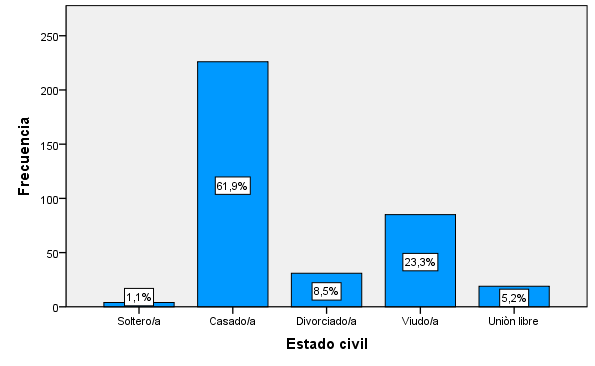 Frecuencia
250
200
150
100
50
0
1,1%
61,9%
8,5%
23,3%
5,2%
Soltero/a
Casado/a
Divorciado/a
Viudo/a
Uniòn libre
Estado civil